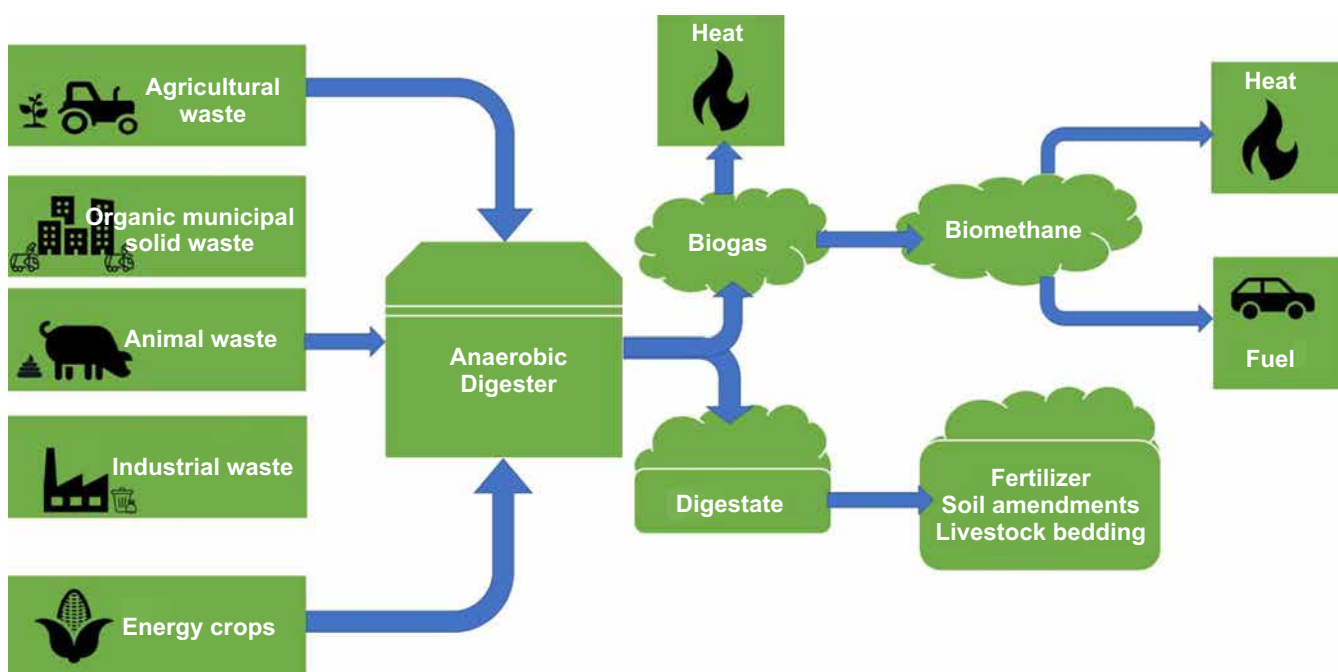 Agricultural
waste
Organic municipal
solid waste
Animal waste
Industrial waste
Energy crops
Anaerobic
Digester
Heat
Biogas
Biomethane
Heat
Fuel
Digestate
Fertilizer
Soil amendments
Livestock bedding